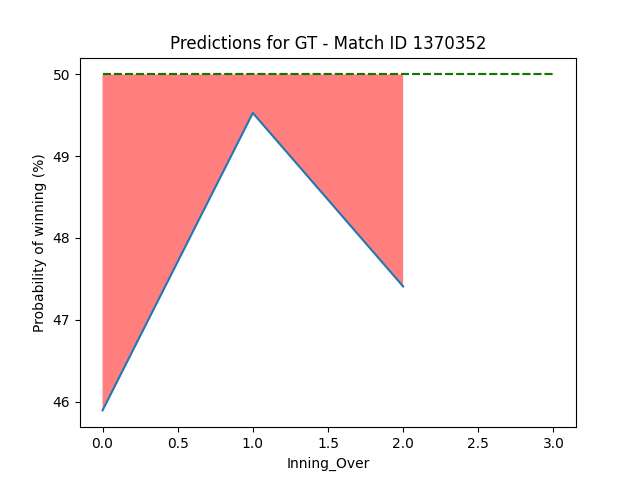 Predictions for GT - Match ID 1370352
Probability of winning (%)
50
49
48
47
46
0.0 0.5 1.0 1.5 2.0 2.5 3.0
Inning_Over